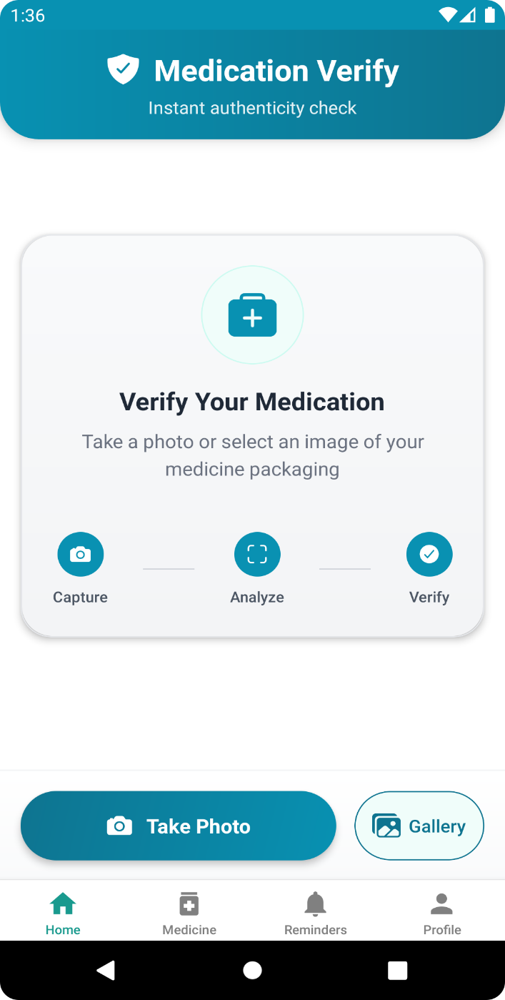 1:36
Medication Verify
Instant authenticity check
Verify Your Medication
Take a photo or select an image of your
medicine packaging
Capture
Analyze
Verify
Take Photo
Gallery
Home
Medicine
Reminders
Profile